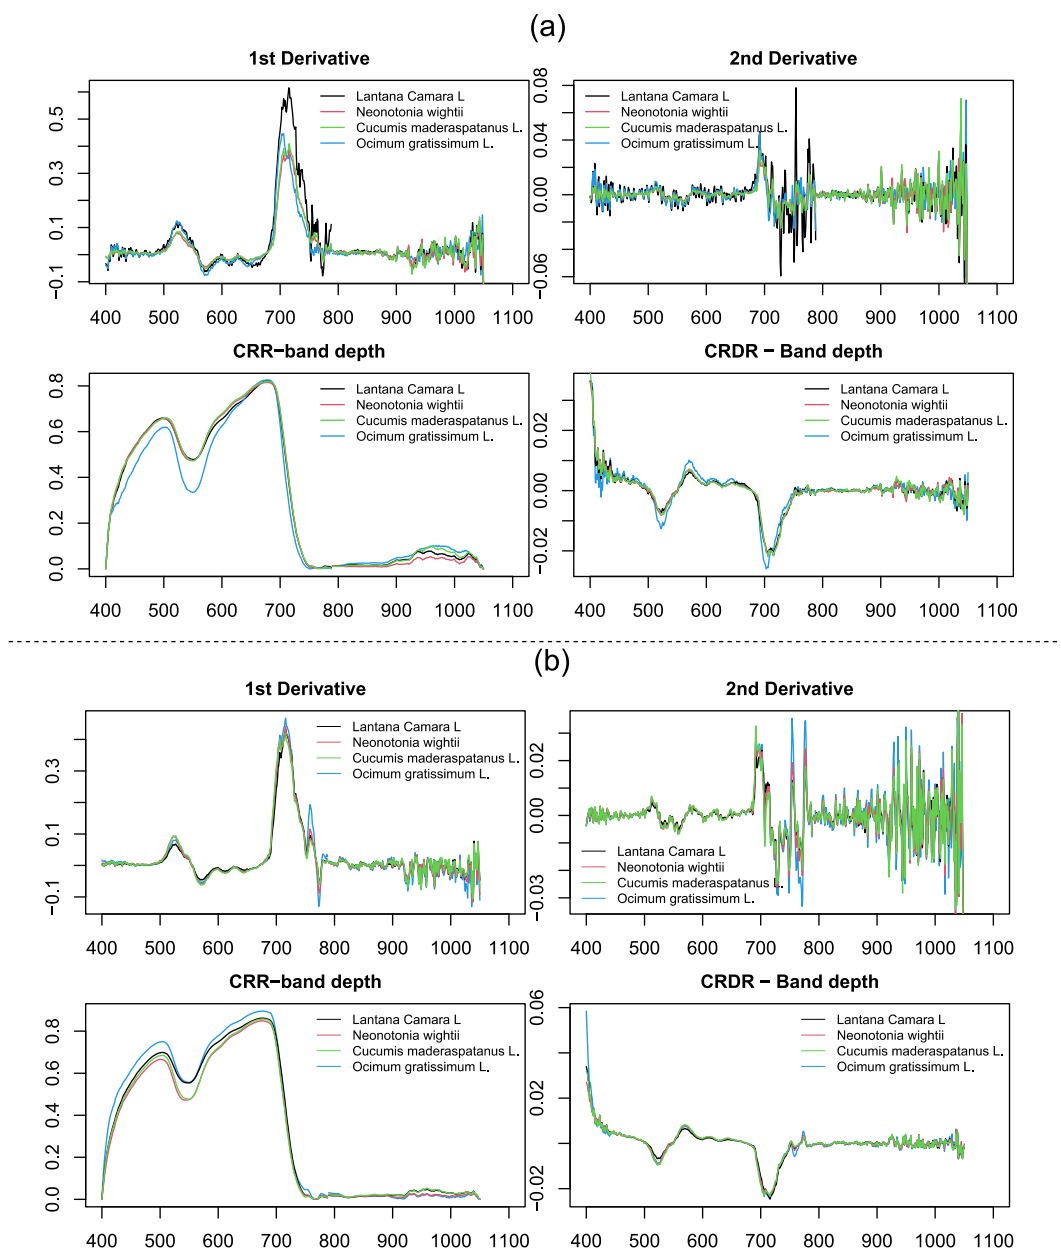 (a)
1st Derivative
Lantana Camara L
Neonotonia wightii
Cucumis maderaspatanus L.
Ocimum gratissimum L.
−0.1 0.1 0.3 0.5
400 500 600 700 800 900 1000 1100
2nd Derivative
Lantana Camara L
Neonotonia wightii
Cucumis maderaspatanus L.
Ocimum gratissimum L.
−0.06 0.00 0.04 0.08
400 500 600 700 800 900 1000 1100
CRR−band depth
Lantana Camara L
Neonotonia wightii
Cucumis maderaspatanus L.
Ocimum gratissimum L.
0.0 0.2 0.4 0.6 0.8
400 500 600 700 800 900 1000 1100
CRDR − Band depth
Lantana Camara L
Neonotonia wightii
Cucumis maderaspatanus L.
Ocimum gratissimum L.
−0.02 0.00 0.02
400 500 600 700 800 900 1000 1100
(b)
1st Derivative
Lantana Camara L
Neonotonia wightii
Cucumis maderaspatanus L.
Ocimum gratissimum L.
−0.1 0.1 0.3
400 500 600 700 800 900 1000 1100
2nd Derivative
Lantana Camara L
Neonotonia wightii
Cucumis maderaspatanus L.
Ocimum gratissimum L.
−0.03 0.00 0.02
400 500 600 700 800 900 1000 1100
CRR−band depth
Lantana Camara L
Neonotonia wightii
Cucumis maderaspatanus L.
Ocimum gratissimum L.
0.0 0.2 0.4 0.6 0.8
400 500 600 700 800 900 1000 1100
CRDR − Band depth
Lantana Camara L
Neonotonia wightii
Cucumis maderaspatanus L.
Ocimum gratissimum L.
−0.02 0.02 0.06
400 500 600 700 800 900 1000 1100